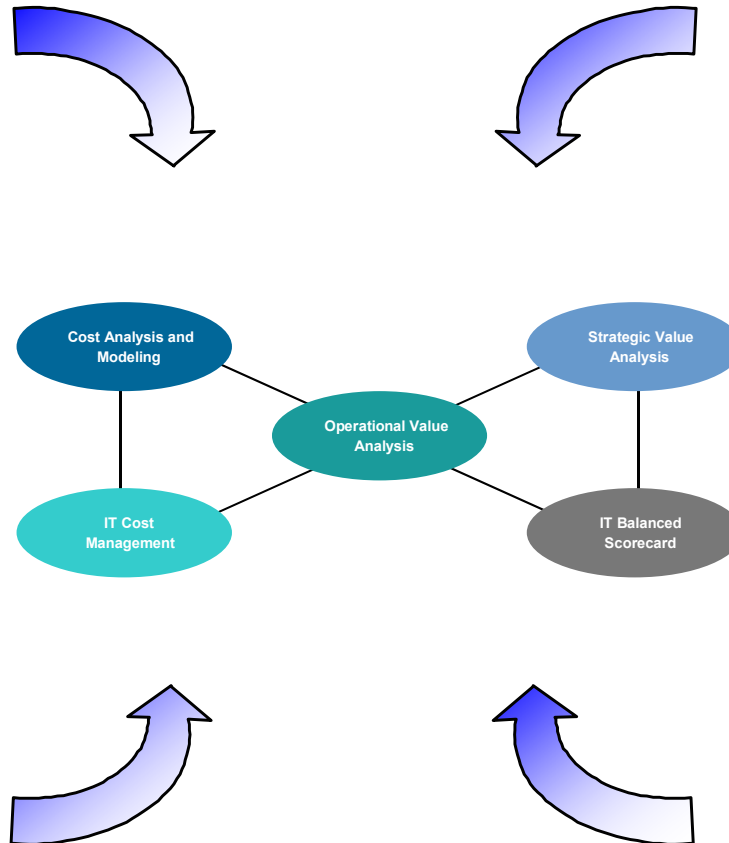 Cost Analysis and
Modeling
Strategic Value
Analysis
Operational Value
Analysis
IT Cost
Management
IT Balanced
Scorecard